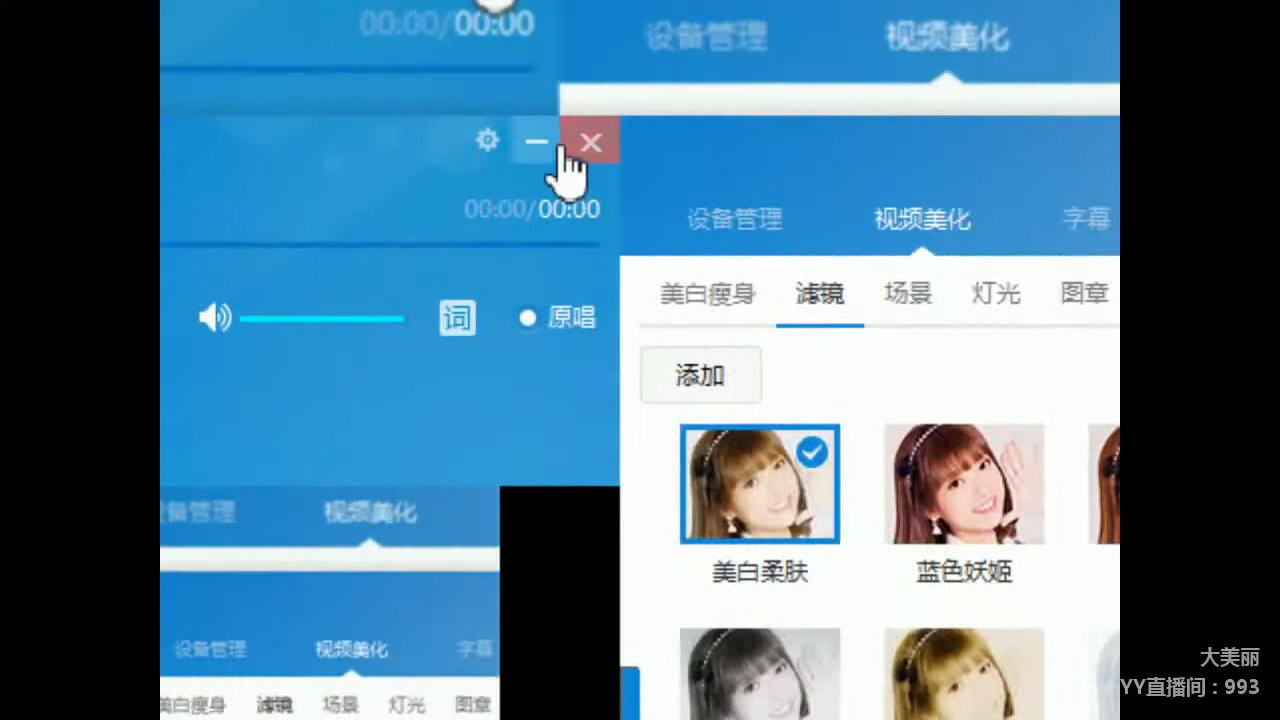 00:00/00:00
设备管理 视频美化
00:00/00:00
设备管理 视频美化 字幕
美白瘦身 滤镜 场景 灯光 图章
词 原唱
添加
美白柔肤 蓝色妖姬
备管理 视频美化
设备管理 视频美化 字幕
美白瘦身 滤镜 场景 灯光 图章
大美丽
YY直播间:993